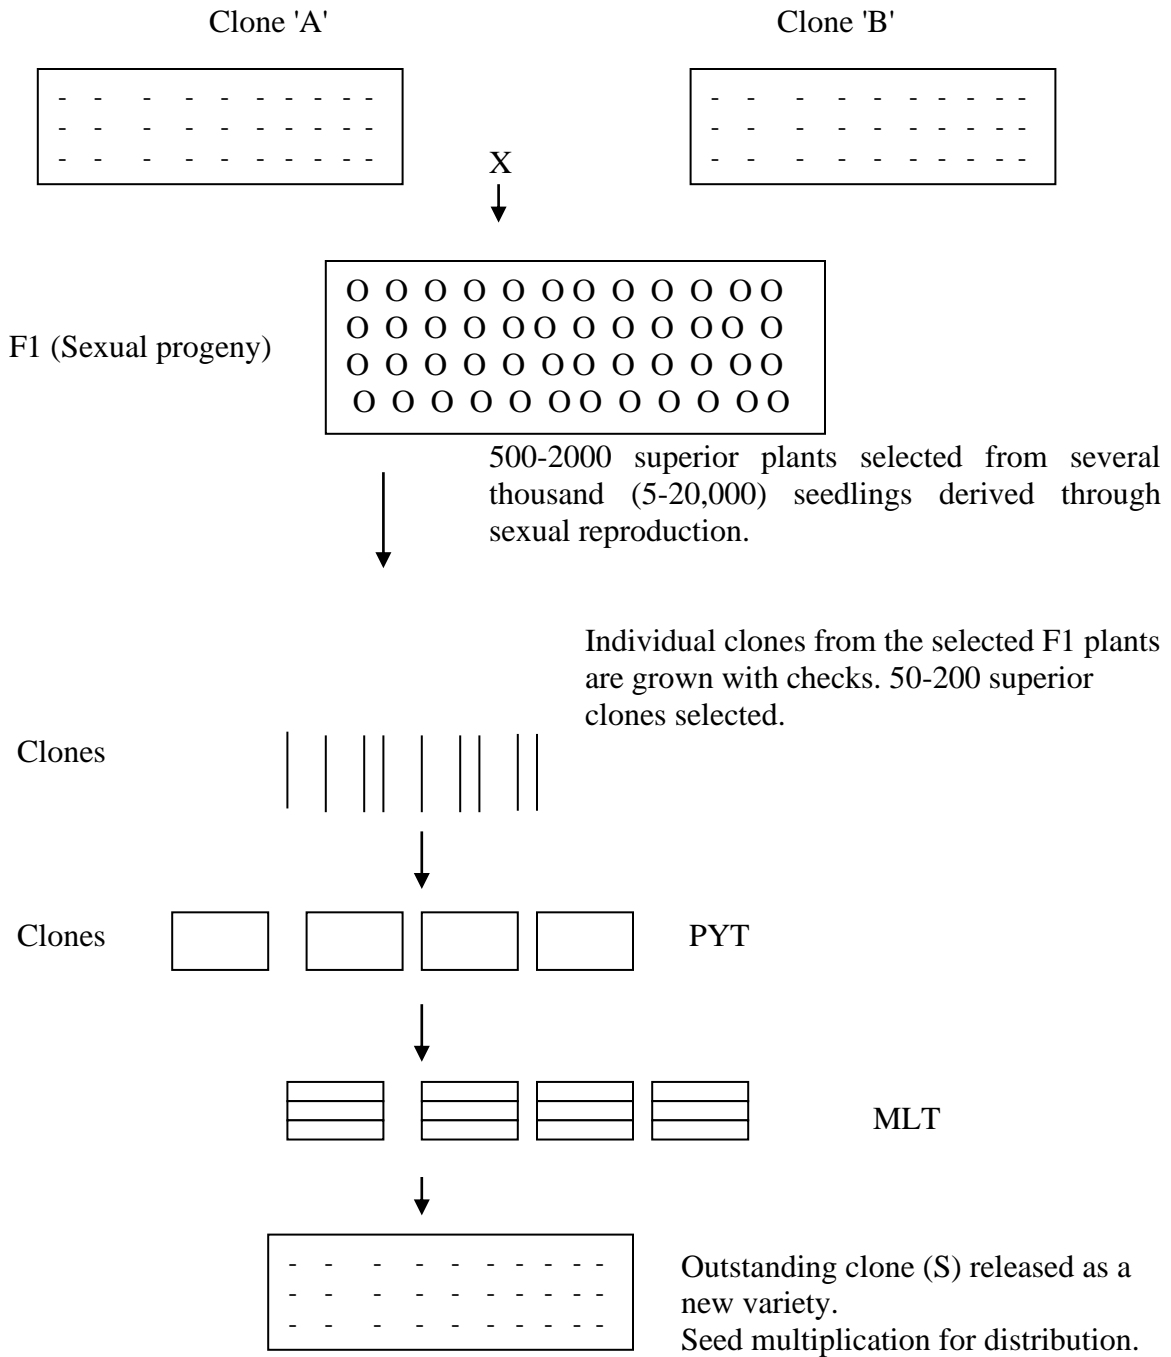 Clone 'A' Clone 'B'
- - - - - - - - - - - - - - - - - - - -
- - - - - - - - - - - - - - - - - - - -
- - - - - - - - - - - - - - - - - - - -
X
F1 (Sexual progeny)
O O O O O O O O O O O O
O O O O O O O O O O O O
O O O O O O O O O O O O
O O O O O O O O O O O O
500-2000 superior plants selected from several
thousand (5-20,000) seedlings derived through
sexual reproduction.
Individual clones from the selected F1 plants
are grown with checks. 50-200 superior
clones selected.
Clones
Clones PYT
MLT
- - - - - - - - - -
- - - - - - - - - -
- - - - - - - - - -
Outstanding clone (S) released as a
new variety.
Seed multiplication for distribution.